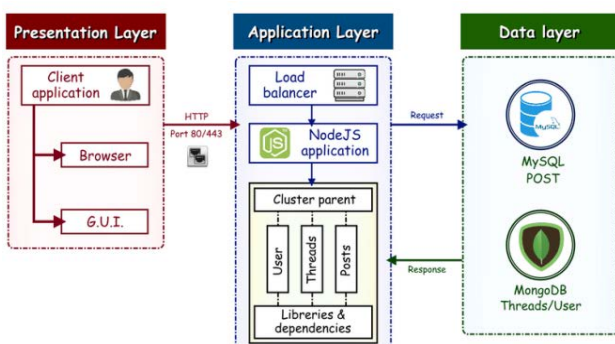 Presentation Layer
Client
application
Browser
G.U.I.
HTTP
Port 80/443
Application Layer
Load
balancer
JS
NodeJS
application
Cluster parent
User
Threads
Posts
Libreries &
dependencies
Request
Response
Data layer
MySQL
MySQL
POST
MongoDB
Threads/User